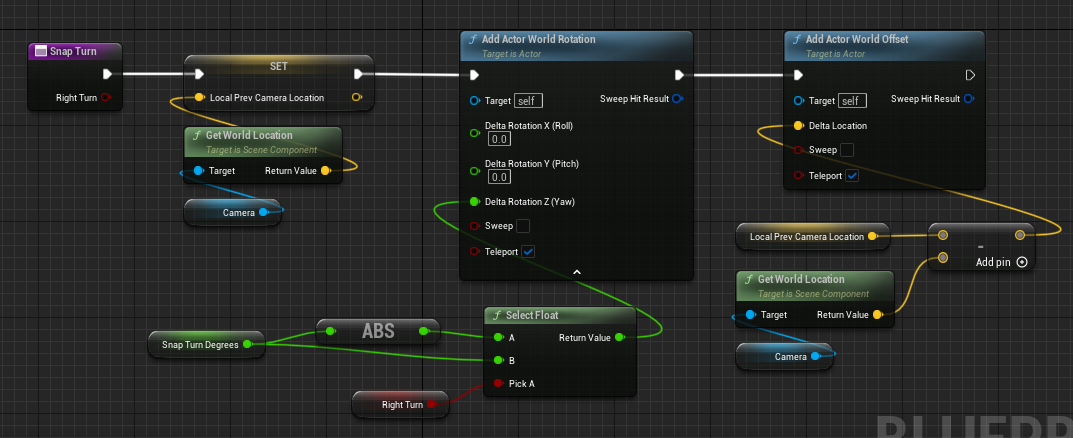 Snap Turn
Right Turn
SET
Local Prev Camera Location
f Get World Location
Target is Scene Component
Target
Return Value
Camera
f Add Actor World Rotation
Target is Actor
Target self
Sweep Hit Result
Delta Rotation X (Roll)
0.0
Delta Rotation Y (Pitch)
0.0
Delta Rotation Z (Yaw)
Sweep
Teleport
f Add Actor World Offset
Target is Actor
Target self
Sweep Hit Result
Delta Location
Sweep
Teleport
Local Prev Camera Location
-
Add pin
f Get World Location
Target is Scene Component
Target
Return Value
Camera
Snap Turn Degrees
ABS
f Select Float
A
Return Value
B
Pick A
Right Turn